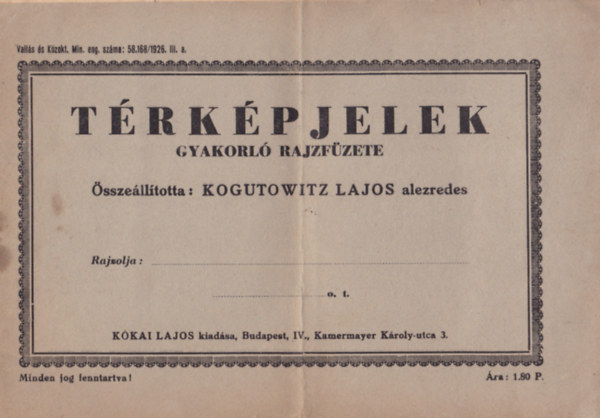 Vallás és Közokt. Min. eng. száma: 58.168/1926. III. a.
TÉRKÉPJELEK
GYAKORLÓ RAJZFÜZETE
Összeállította: KOGUTOWITZ LAJOS alezredes
Rajzolja:
o. t.
KÓKAI LAJOS kiadása, Budapest, IV., Kamermayer Károly-utca 3.
Minden jog fenntartva!
Ára: 1.80 P.